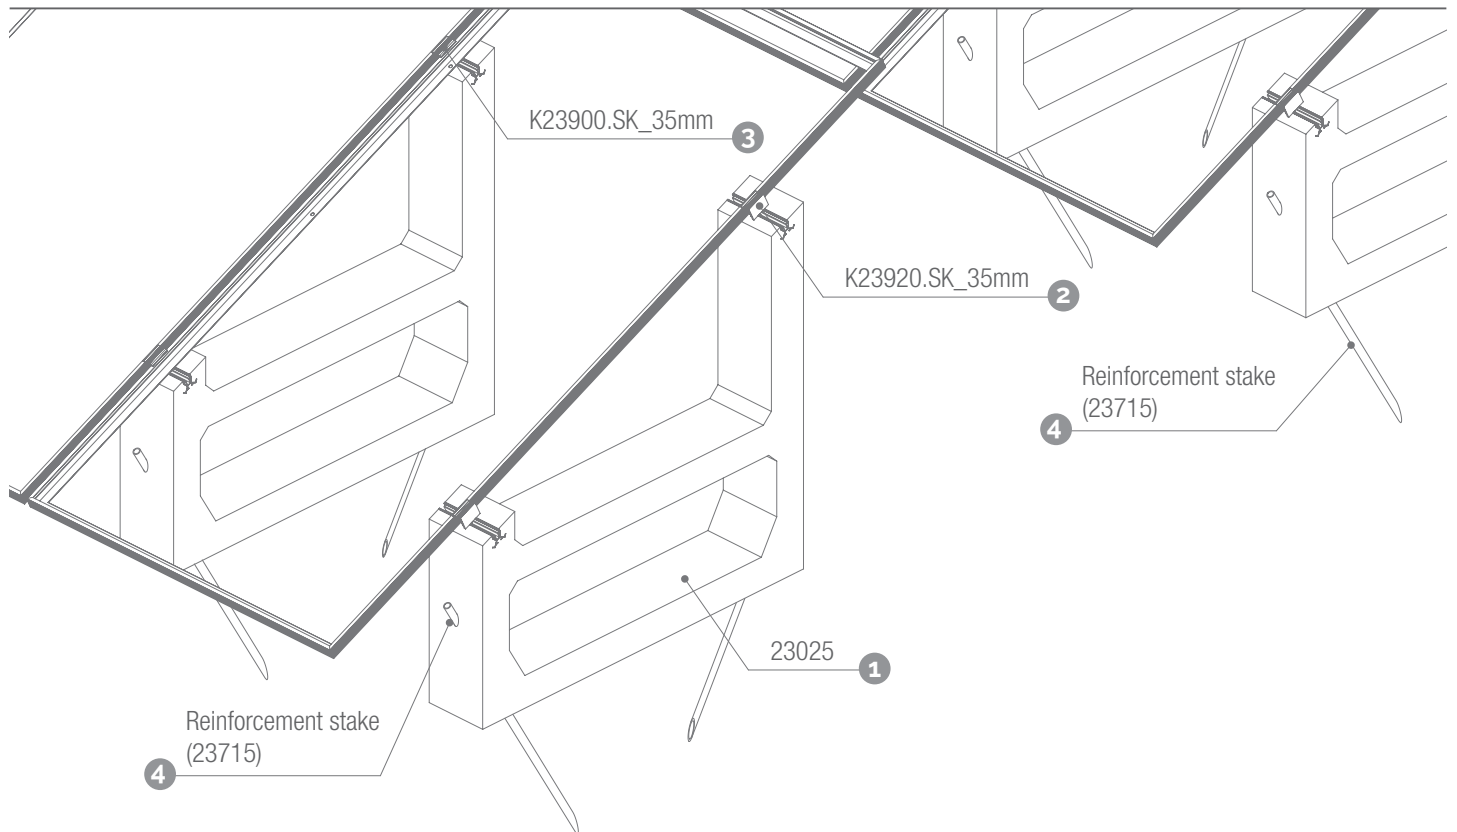 K23900.SK_35mm 3
K23920.SK_35mm 2
Reinforcement stake
(23715)
4
23025 1
Reinforcement stake
(23715)
4